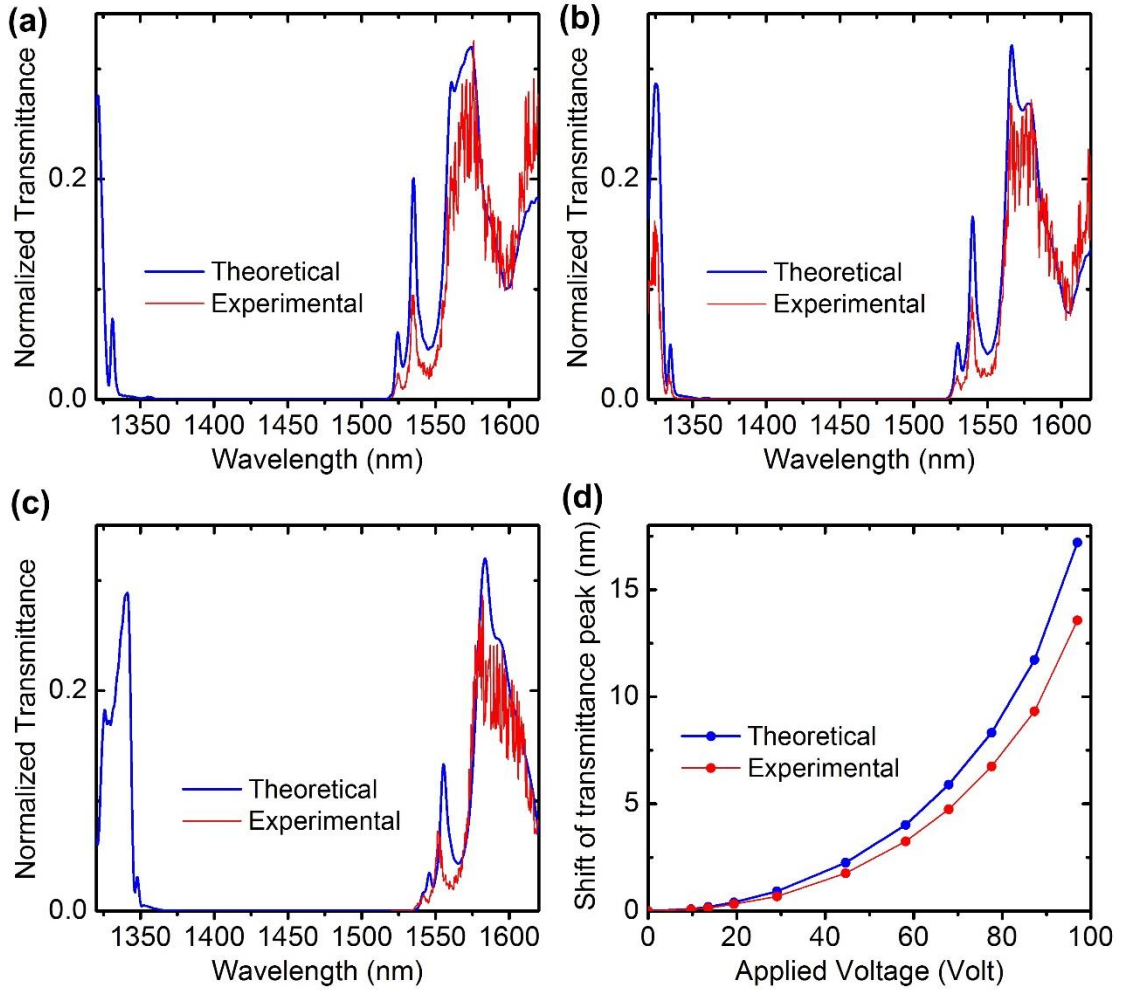 (a)
Normalized Transmittance
0.2
0.0
Theoretical
Experimental
1350 1400 1450 1500 1550 1600
Wavelength (nm)
(b)
Normalized Transmittance
0.2
0.0
Theoretical
Experimental
1350 1400 1450 1500 1550 1600
Wavelength (nm)
(c)
Normalized Transmittance
0.2
0.0
Theoretical
Experimental
1350 1400 1450 1500 1550 1600
Wavelength (nm)
(d)
Shift of transmittance peak (nm)
15
10
5
0
Theoretical
Experimental
0 20 40 60 80 100
Applied Voltage (Volt)